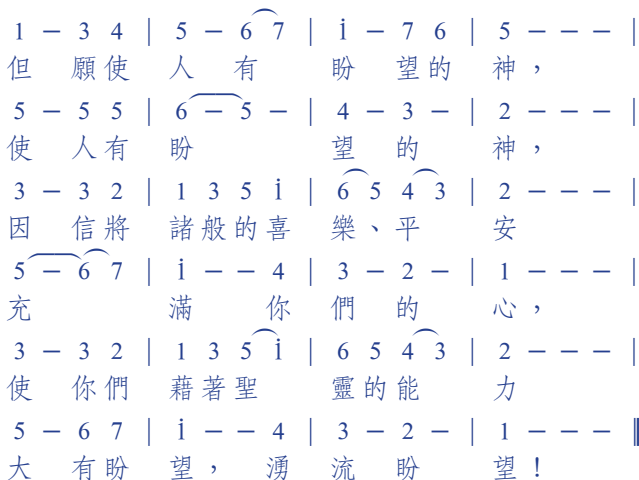 1 – 3 4 | 5 – 6 7 | i – 7 6 | 5 – – – |
但 願使 人 有 盼 望的 神，
5 – 5 5 | 6 – 5 – | 4 – 3 – | 2 – – – |
使 人有 盼 望 的 神，
3 – 3 2 | 1 3 5 i | 6 5 4 3 | 2 – – – |
因 信將 諸般的喜 樂、平 安
5 – 6 7 | i – – 4 | 3 – 2 – | 1 – – – |
充 滿 你 們 的 心，
3 – 3 2 | 1 3 5 i | 6 5 4 3 | 2 – – – |
使 你們 藉著聖 靈的能 力
5 – 6 7 | i – – 4 | 3 – 2 – | 1 – – – ‖
大 有盼 望， 湧 流 盼 望！